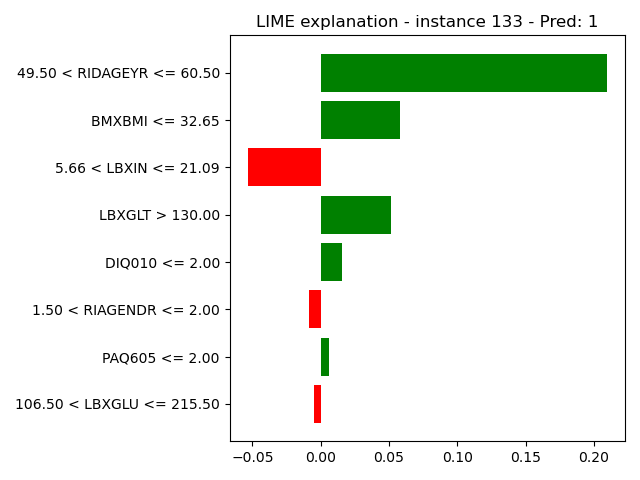 LIME explanation - instance 133 - Pred: 1
49.50 < RIDAGEYR <= 60.50
BMXBMI <= 32.65
5.66 < LBXIN <= 21.09
LBXGLT > 130.00
DIQ010 <= 2.00
1.50 < RIAGENDR <= 2.00
PAQ605 <= 2.00
106.50 < LBXGLU <= 215.50
−0.05 0.00 0.05 0.10 0.15 0.20